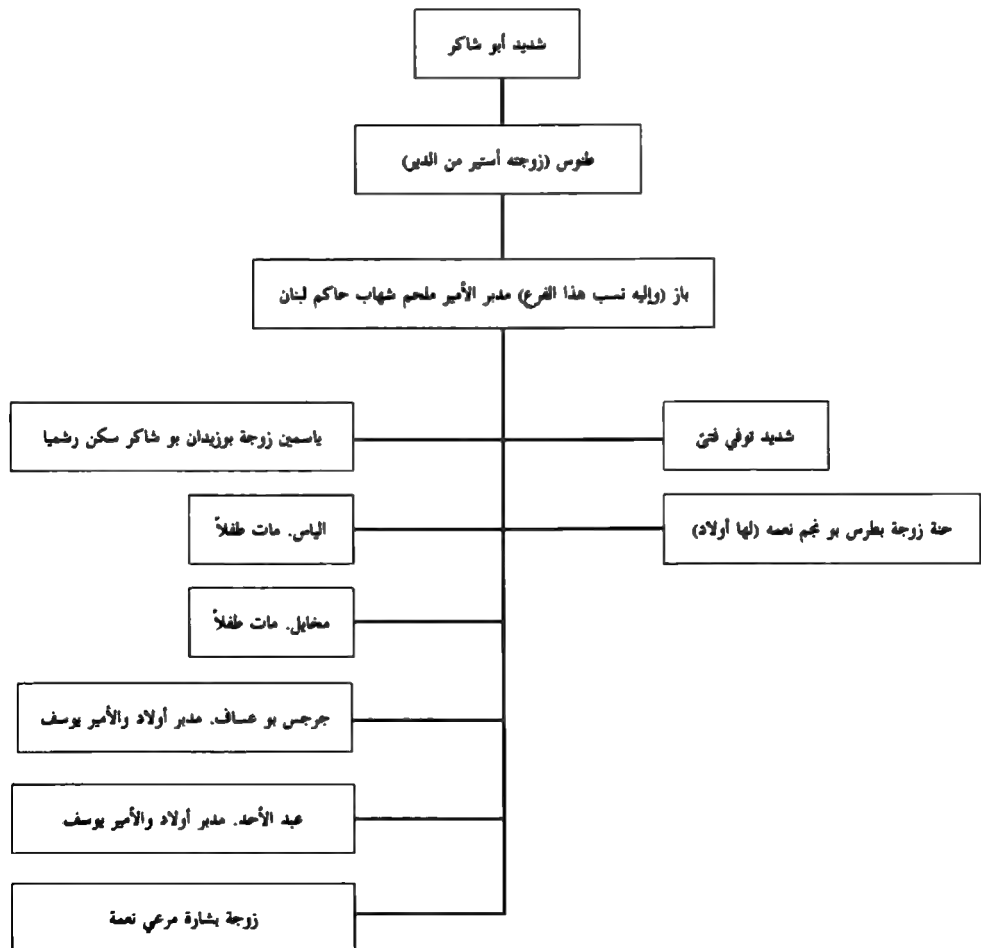 شديد أبو شاكر
طنوس (زوجته أستير من الدير)
باز (وإليه نسب هذا الفرع) مدبر الأمير ملحم شهاب حاكم لبنان
شديد توفي فتىً
ياسمين زوجة بوزيدان بو شاكر سكن رشميا
حنة زوجة بطرس بو نجم نعمه (لها أولاد)
الياس. مات طفلاً
مخايل. مات طفلاً
جرجس بو عساف. مدبر أولاد والأمير يوسف
عبد الأحد. مدبر أولاد والأمير يوسف
زوجة بشارة مرعي نعمة